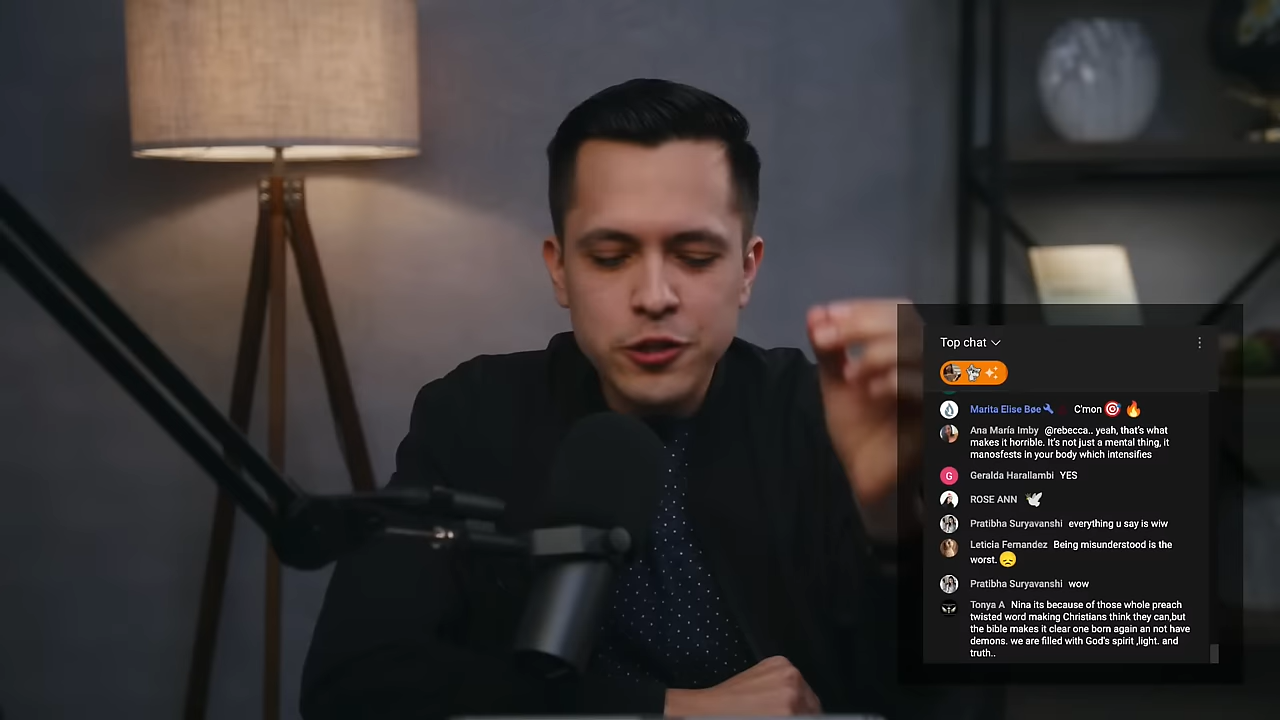 Top chat
Marita Elise Bøe C'mon
Ana María Imby @rebecca.. yeah, that's what
makes it horrible. It's not just a mental thing, it
manosfests in your body which intensifies
G Geralda Harallambi YES
ROSE ANN
Pratibha Suryavanshi everything u say is wiw
Leticia Fernandez Being misunderstood is the
worst.
Pratibha Suryavanshi wow
Tonya A Nina its because of those whole preach
twisted word making Christians think they can,but
the bible makes it clear one born again an not have
demons. we are filled with God's spirit ,light. and
truth..